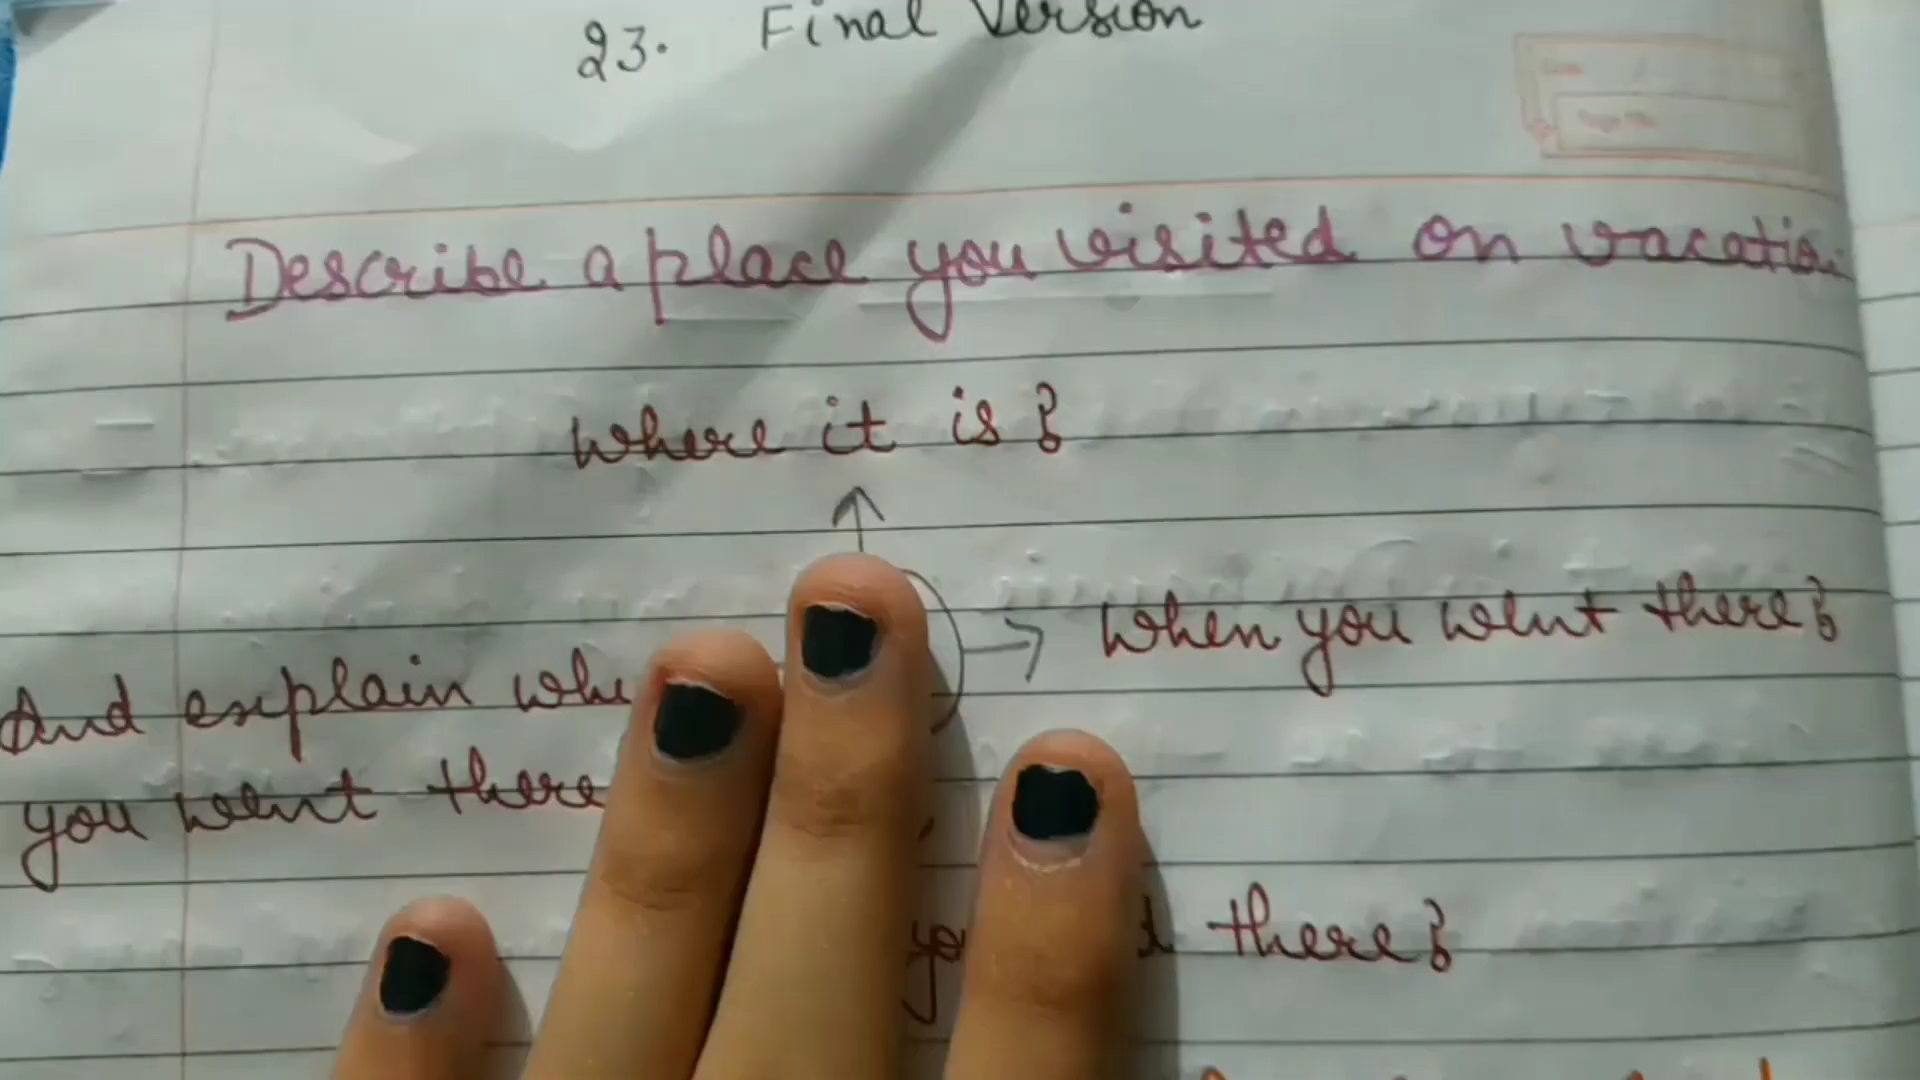 23. Final Version
Describe a place you visited on vacation
where it is?
when you went there?
And explain
you went there
there?